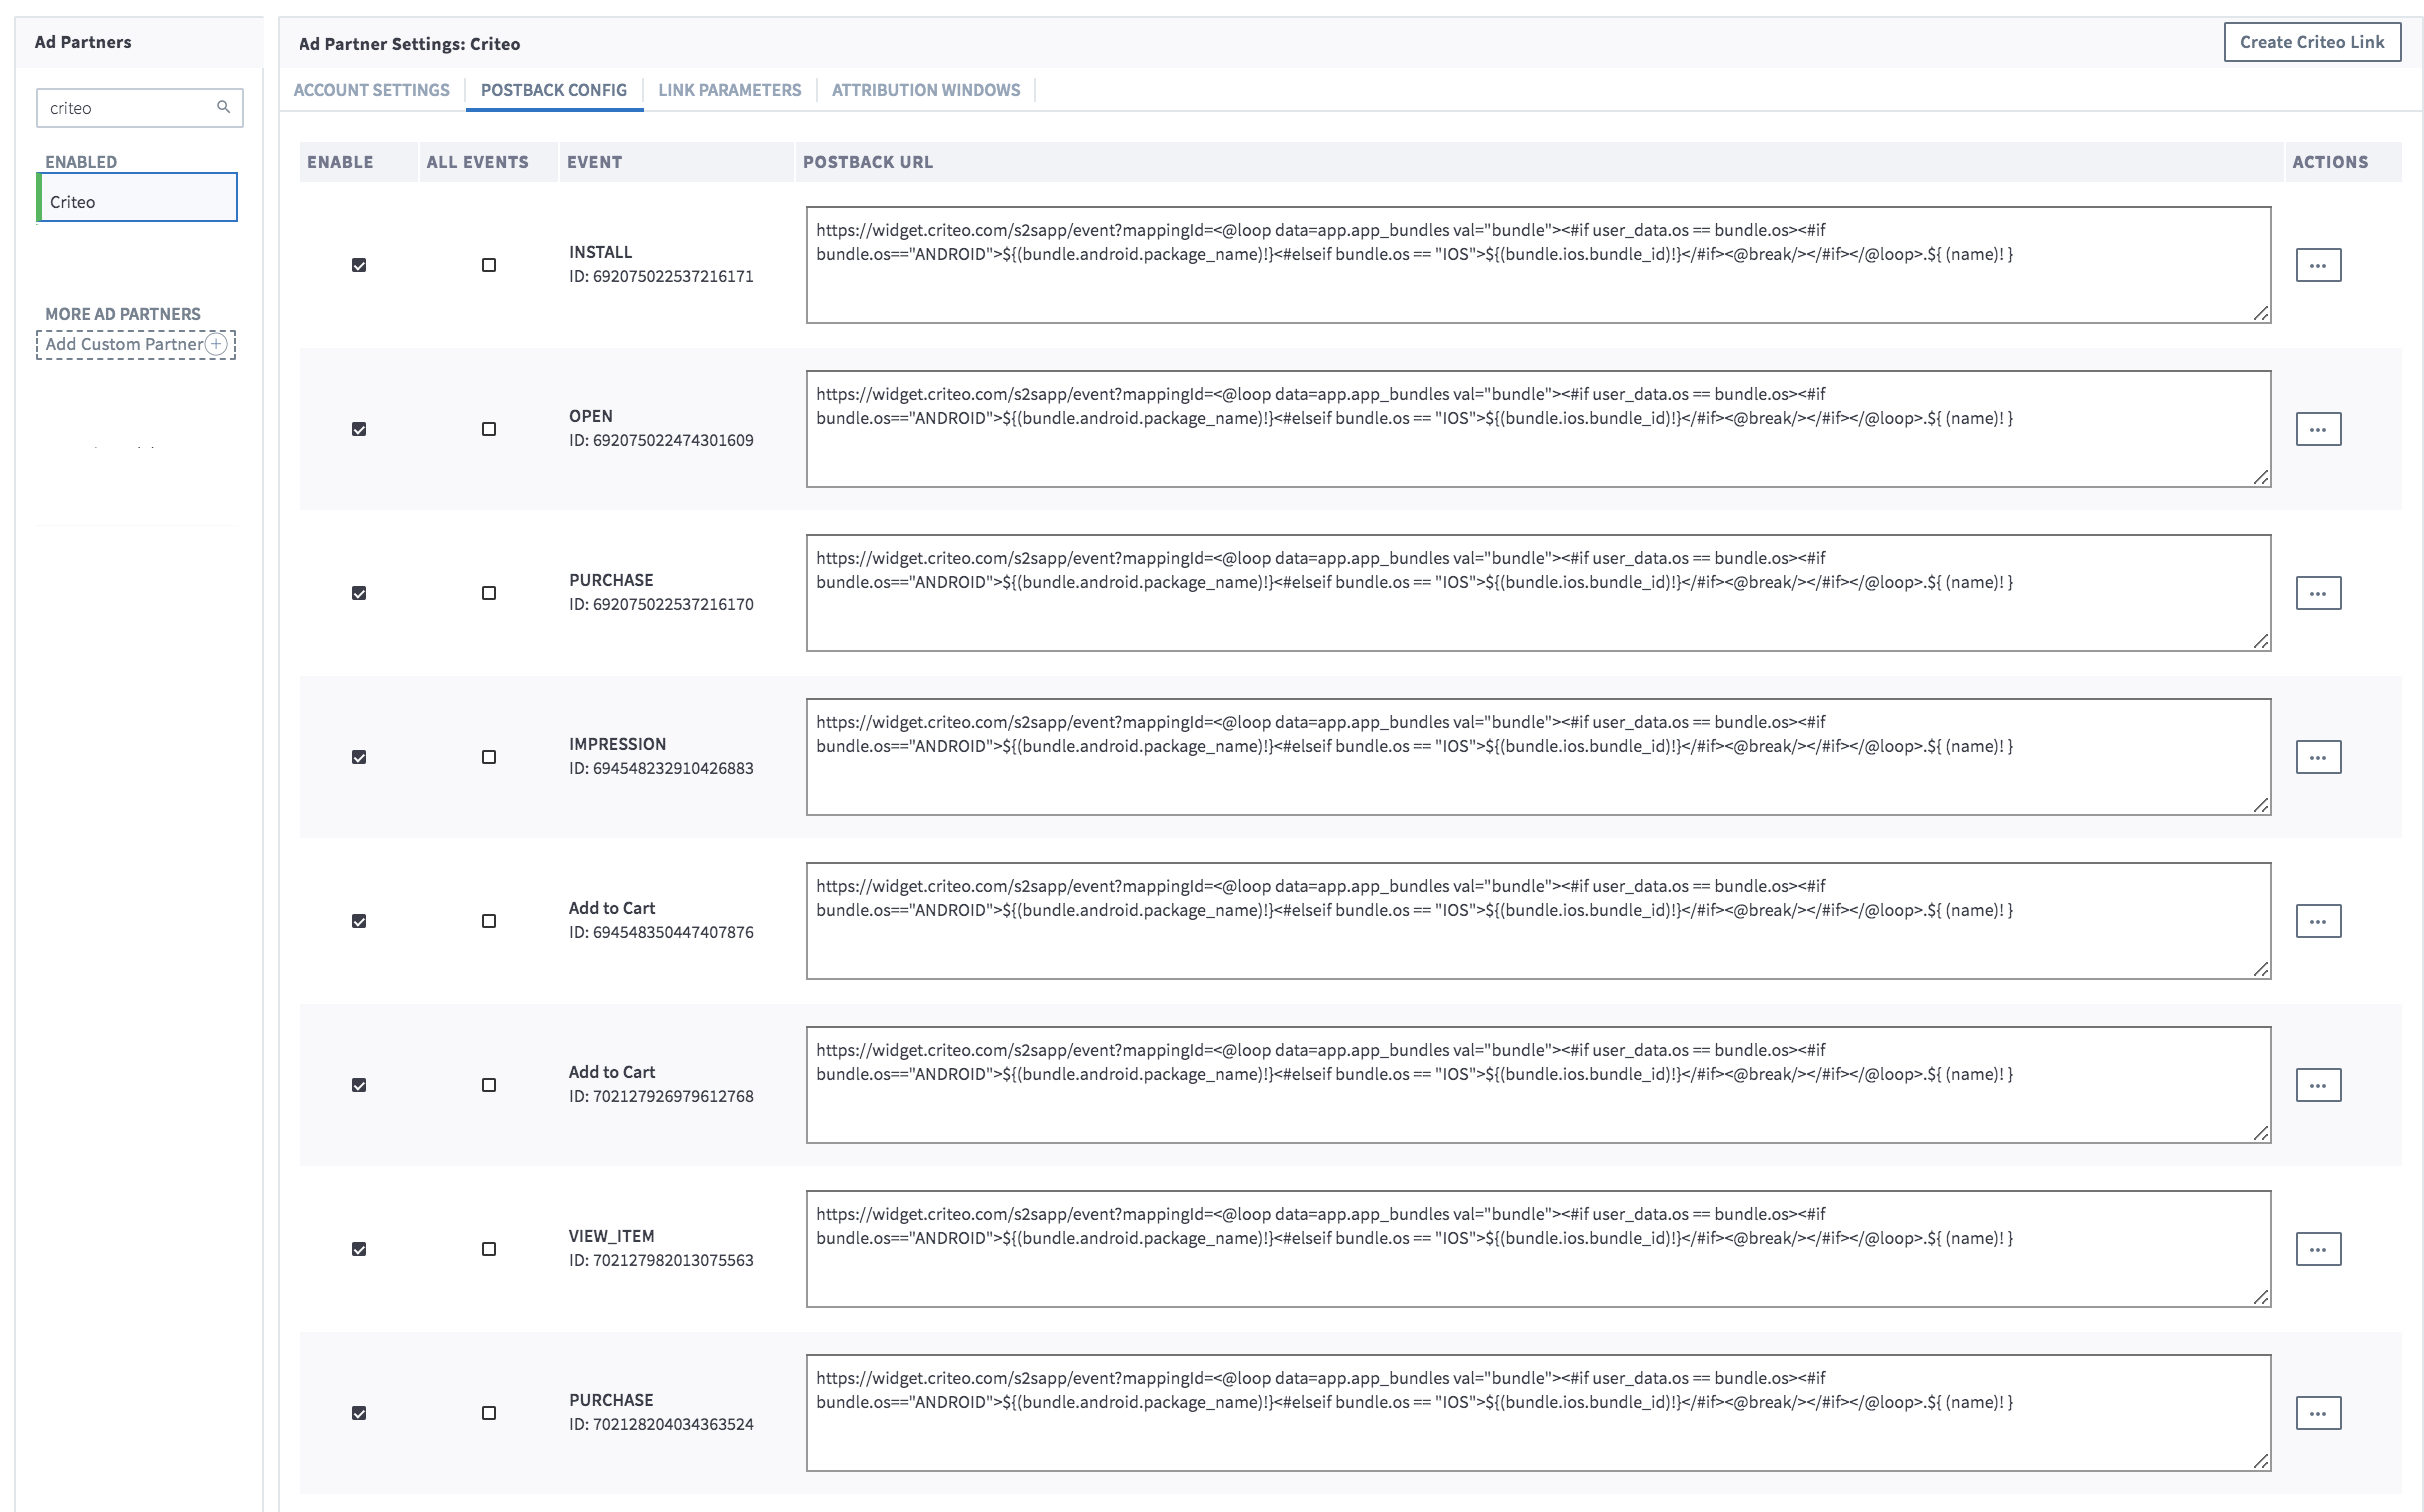 Ad Partners
criteo
ENABLED
Criteo
MORE AD PARTNERS
Add Custom Partner
Ad Partner Settings: Criteo
Create Criteo Link
ACCOUNT SETTINGS
POSTBACK CONFIG
LINK PARAMETERS
ATTRIBUTION WINDOWS
ENABLE
ALL EVENTS
EVENT
POSTBACK URL
ACTIONS
INSTALL
ID: 692075022537216171
https://widget.criteo.com/s2sapp/event?mappingId=<@loop data=app.app_bundles val="bundle"><#if user_data.os == bundle.os><#if
bundle.os=="ANDROID">${(bundle.android.package_name)!}<#elseif bundle.os == "IOS">${(bundle.ios.bundle_id)!}</#if><@break/></#if></@loop>.${ (name)! }
...
OPEN
ID: 692075022474301609
https://widget.criteo.com/s2sapp/event?mappingId=<@loop data=app.app_bundles val="bundle"><#if user_data.os == bundle.os><#if
bundle.os=="ANDROID">${(bundle.android.package_name)!}<#elseif bundle.os == "IOS">${(bundle.ios.bundle_id)!}</#if><@break/></#if></@loop>.${ (name)! }
...
PURCHASE
ID: 692075022537216170
https://widget.criteo.com/s2sapp/event?mappingId=<@loop data=app.app_bundles val="bundle"><#if user_data.os == bundle.os><#if
bundle.os=="ANDROID">${(bundle.android.package_name)!}<#elseif bundle.os == "IOS">${(bundle.ios.bundle_id)!}</#if><@break/></#if></@loop>.${ (name)! }
...
IMPRESSION
ID: 694548232910426883
https://widget.criteo.com/s2sapp/event?mappingId=<@loop data=app.app_bundles val="bundle"><#if user_data.os == bundle.os><#if
bundle.os=="ANDROID">${(bundle.android.package_name)!}<#elseif bundle.os == "IOS">${(bundle.ios.bundle_id)!}</#if><@break/></#if></@loop>.${ (name)! }
...
Add to Cart
ID: 694548350447407876
https://widget.criteo.com/s2sapp/event?mappingId=<@loop data=app.app_bundles val="bundle"><#if user_data.os == bundle.os><#if
bundle.os=="ANDROID">${(bundle.android.package_name)!}<#elseif bundle.os == "IOS">${(bundle.ios.bundle_id)!}</#if><@break/></#if></@loop>.${ (name)! }
...
Add to Cart
ID: 702127926979612768
https://widget.criteo.com/s2sapp/event?mappingId=<@loop data=app.app_bundles val="bundle"><#if user_data.os == bundle.os><#if
bundle.os=="ANDROID">${(bundle.android.package_name)!}<#elseif bundle.os == "IOS">${(bundle.ios.bundle_id)!}</#if><@break/></#if></@loop>.${ (name)! }
...
VIEW_ITEM
ID: 702127982013075563
https://widget.criteo.com/s2sapp/event?mappingId=<@loop data=app.app_bundles val="bundle"><#if user_data.os == bundle.os><#if
bundle.os=="ANDROID">${(bundle.android.package_name)!}<#elseif bundle.os == "IOS">${(bundle.ios.bundle_id)!}</#if><@break/></#if></@loop>.${ (name)! }
...
PURCHASE
ID: 702128204034363524
https://widget.criteo.com/s2sapp/event?mappingId=<@loop data=app.app_bundles val="bundle"><#if user_data.os == bundle.os><#if
bundle.os=="ANDROID">${(bundle.android.package_name)!}<#elseif bundle.os == "IOS">${(bundle.ios.bundle_id)!}</#if><@break/></#if></@loop>.${ (name)! }
...